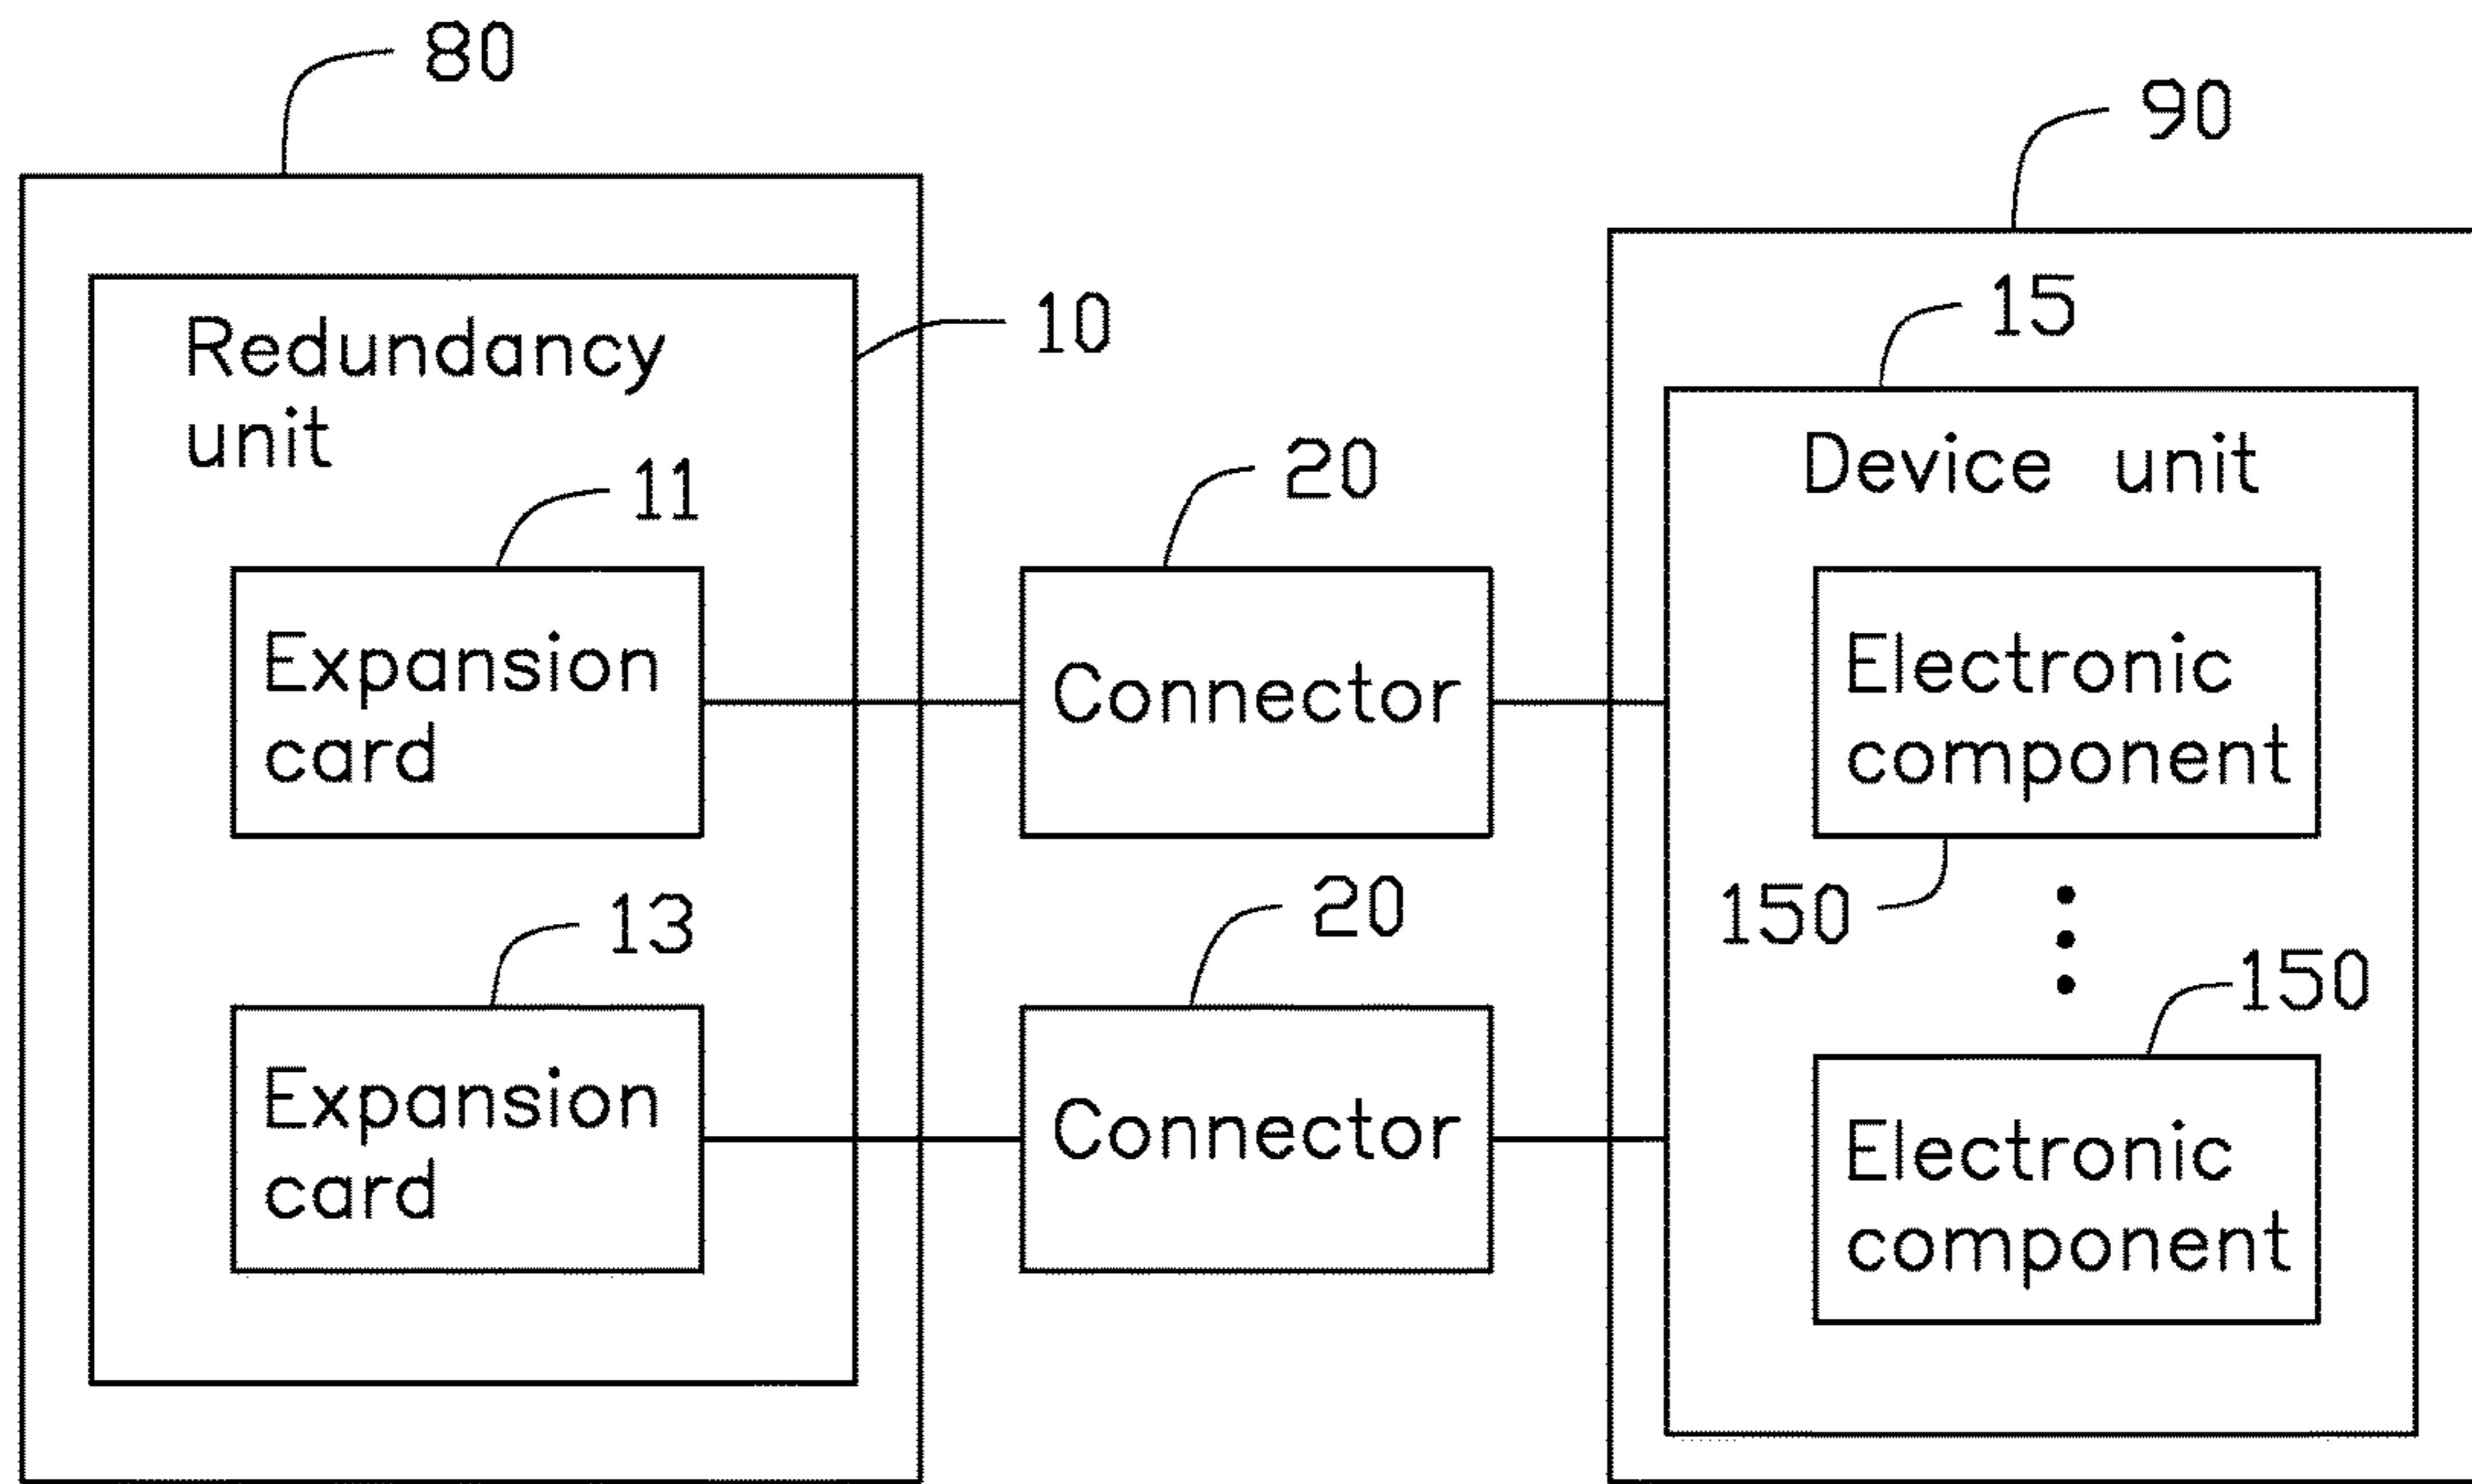 80
90
10
15
Redundancy
unit
Device unit
11
20
Expansion
card
Connector
Electronic
component
150
13
20
150
Expansion
card
Connector
Electronic
component